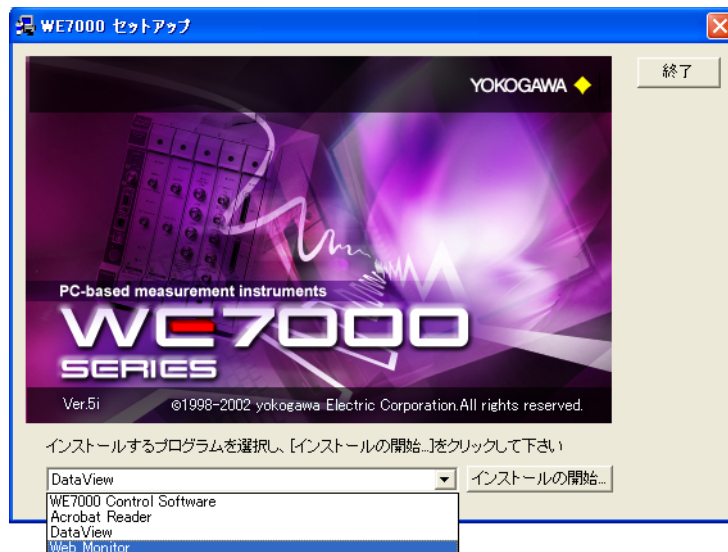 WE7000 セットアップ
終了
YOKOGAWA
PC-based measurement instruments
WE7000
SERIES
Ver.5i ©1998-2002 yokogawa Electric Corporation.All rights reserved.
インストールするプログラムを選択し、[インストールの開始...]をクリックして下さい
DataView インストールの開始...
WE7000 Control Software
Acrobat Reader
DataView
Web Monitor